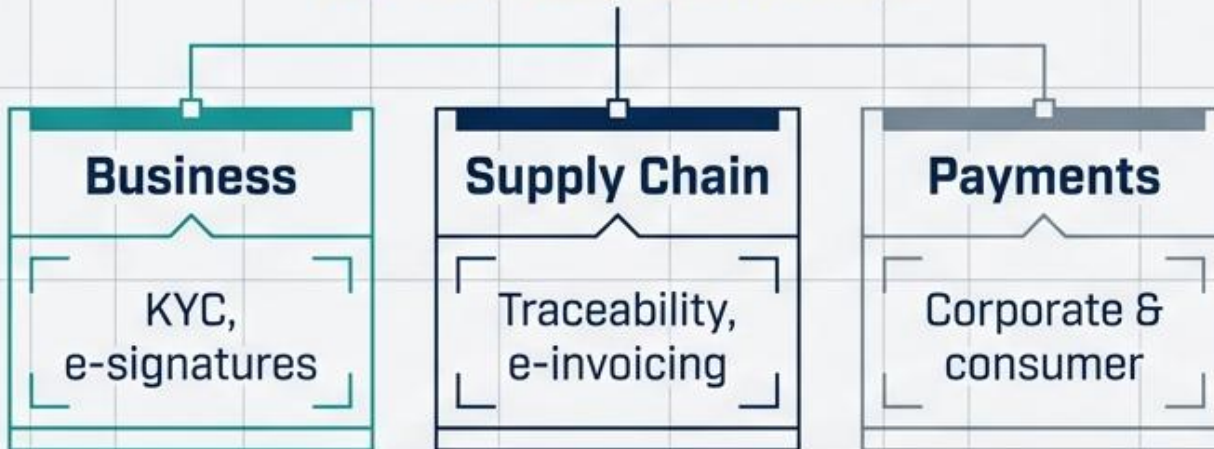 Business
KYC,
e-signatures
Supply Chain
Traceability,
e-invoicing
Payments
Corporate &
consumer